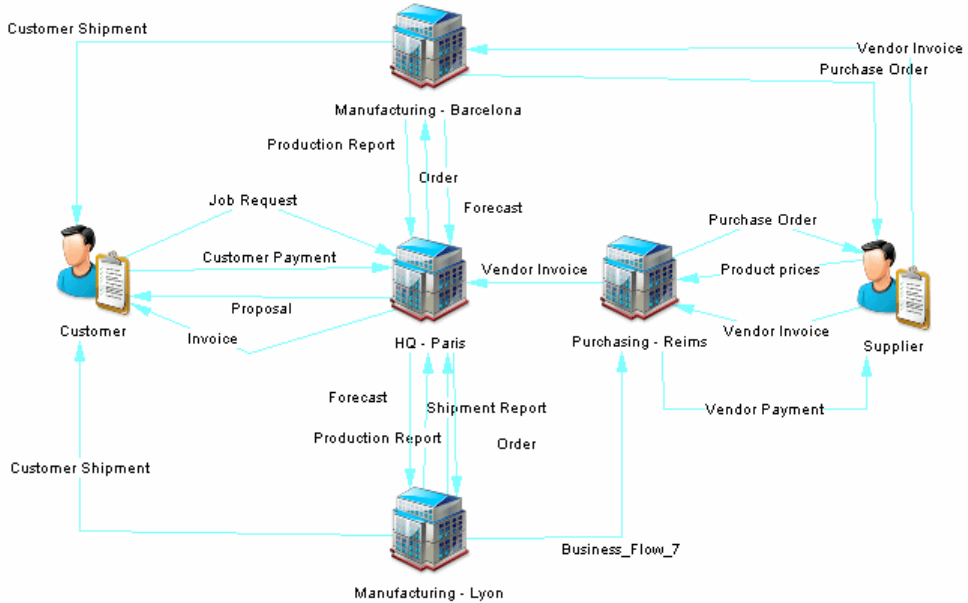 Customer Shipment
Vendor Invoice
Purchase Order
Manufacturing - Barcelona
Production Report
Order
Job Request
Forecast
Purchase Order
Customer Payment
Vendor Invoice
Product prices
Proposal
Customer
Invoice
Vendor Invoice
HQ - Paris
Purchasing - Reims
Supplier
Forecast
Shipment Report
Vendor Payment
Production Report
Order
Customer Shipment
Business_Flow_7
Manufacturing - Lyon